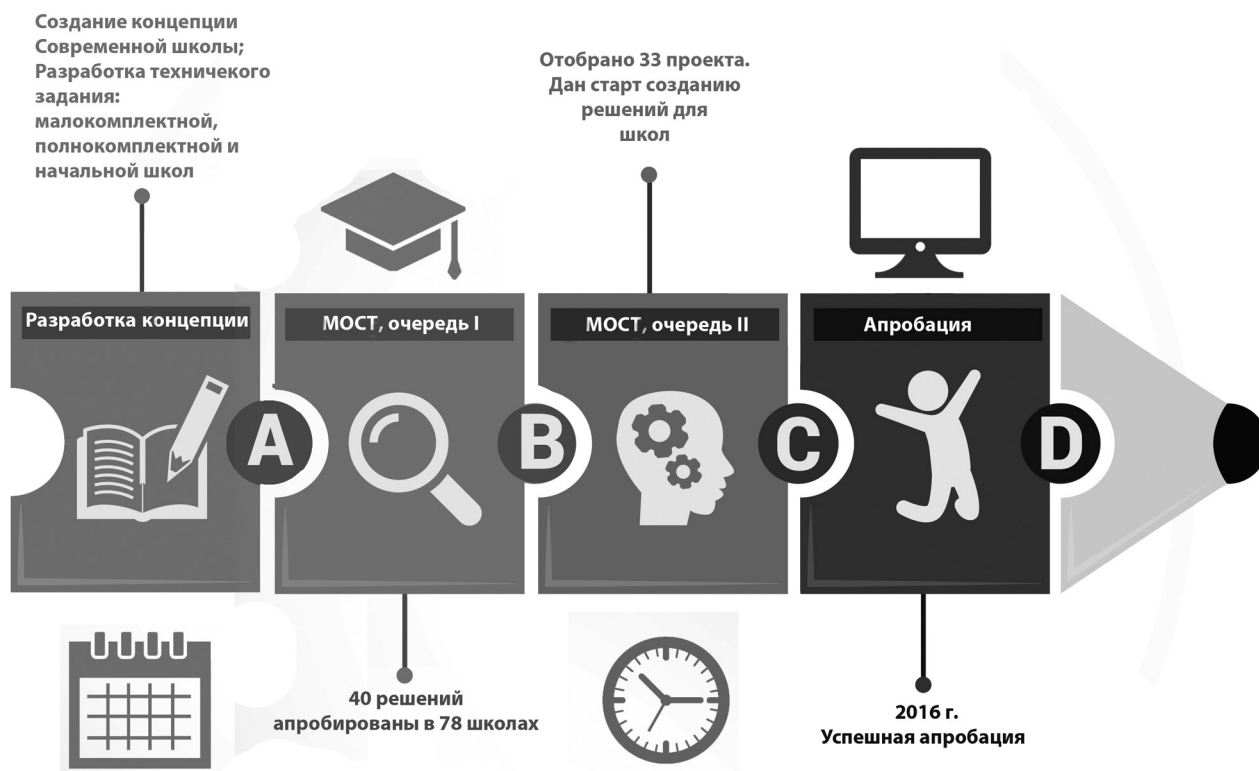 Создание концепции
Современной школы;
Разработка техничекого
задания:
малокомплектной,
полнокомплектной и
начальной школ
Отобрано 33 проекта.
Дан старт созданию
решений для
школ
Разработка концепции
МОСТ, очередь I
МОСТ, очередь II
Апробация
A
B
C
D
40 решений
апробированы в 78 школах
2016 г.
Успешная апробация